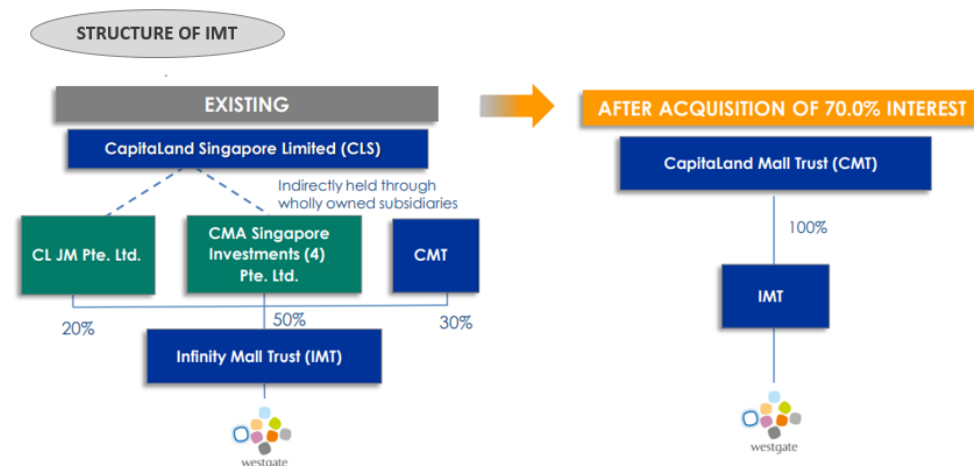 STRUCTURE OF IMT
EXISTING
CapitaLand Singapore Limited (CLS)
Indirectly held through
wholly owned subsidiaries
CL JM Pte. Ltd.
CMA Singapore
Investments (4)
Pte. Ltd.
CMT
20%
50%
30%
Infinity Mall Trust (IMT)
westgate
AFTER ACQUISITION OF 70.0% INTEREST
CapitaLand Mall Trust (CMT)
100%
IMT
westgate